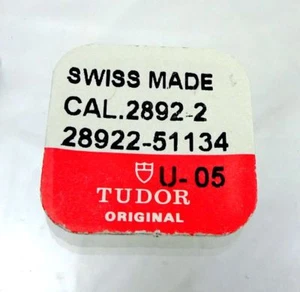 SWISS MADE
CAL.2892-2
28922-51134
U-05
TUDOR
ORIGINAL